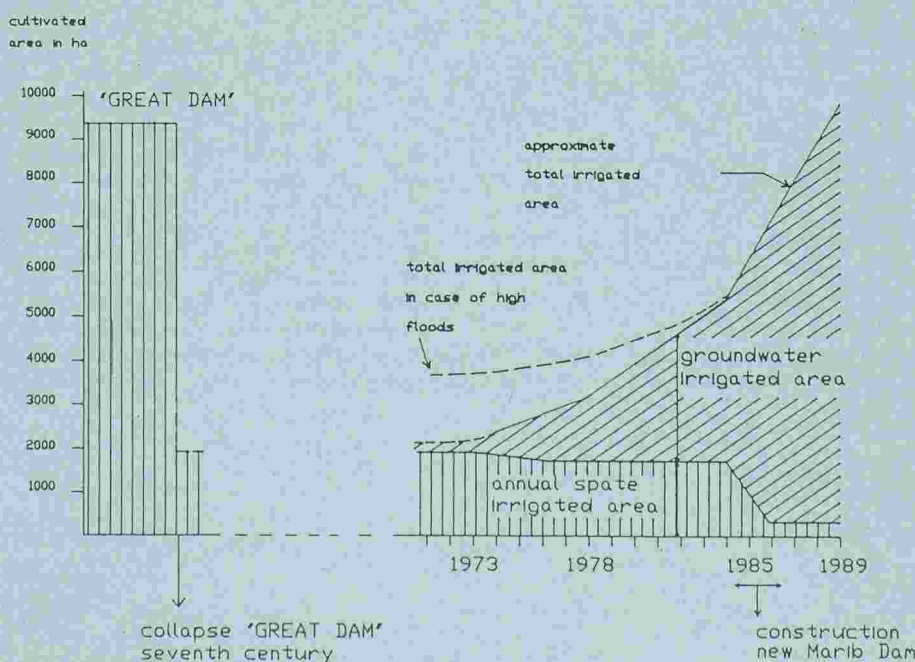 cultivated
area in ha
10000
9000
8000
7000
6000
5000
4000
3000
2000
1000
'GREAT DAM'
approximate
total irrigated
area
total irrigated area
in case of high
floods
groundwater
irrigated area
annual spate
irrigated area
1973 1978 1985 1989
collapse 'GREAT DAM'
seventh century
construction
new Marib Dam